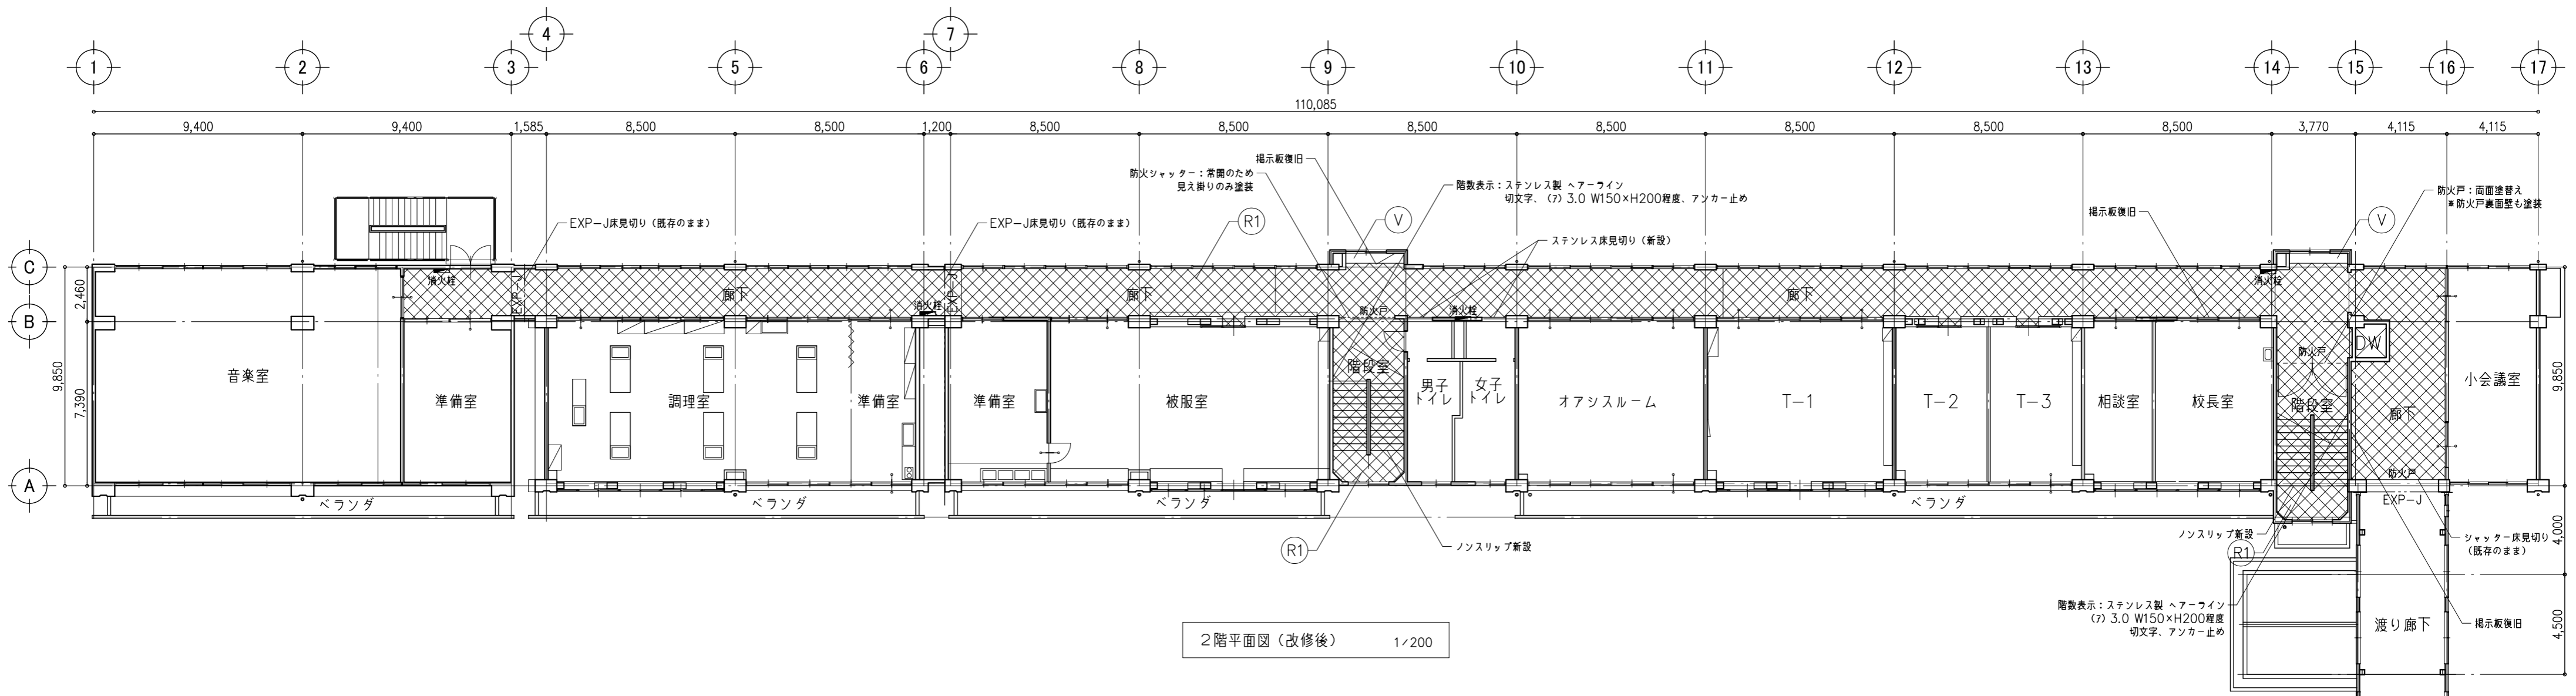 4
7
1
2
3
5
6
8
9
10
11
12
13
14
15
16
17
110,085
9,400
9,400
1,585
8,500
8,500
1,200
8,500
8,500
8,500
8,500
8,500
8,500
8,500
3,770
4,115
4,115
掲示板復旧
防火シャッター：常開のため
見え掛りのみ塗装
階数表示：ステンレス製 ヘアーライン
切文字、(ｱ) 3.0 W150×H200程度、アンカー止め
防火戸：両面塗替え
＊防火戸裏面壁も塗装
EXP-J床見切り（既存のまま）
EXP-J床見切り（既存のまま）
R1
V
ステンレス床見切り（新設）
掲示板復旧
V
C
B
A
2,460
9,850
7,390
消火栓
EXP-J
廊下
消火栓
EXP-J
廊下
防火戸
消火栓
廊下
消火栓
音楽室
準備室
調理室
準備室
準備室
被服室
階段室
男子
トイレ
女子
トイレ
オアシスルーム
T-1
T-2
T-3
相談室
校長室
防火戸
階段室
DW
廊下
小会議室
9,850
防火戸
EXP-J
ベランダ
ベランダ
ベランダ
ベランダ
R1
ノンスリップ新設
ノンスリップ新設
R1
シャッター床見切り
（既存のまま）
4,000
階数表示：ステンレス製 ヘアーライン
(ｱ) 3.0 W150×H200程度
切文字、アンカー止め
渡り廊下
掲示板復旧
4,500
２階平面図（改修後） 1/200